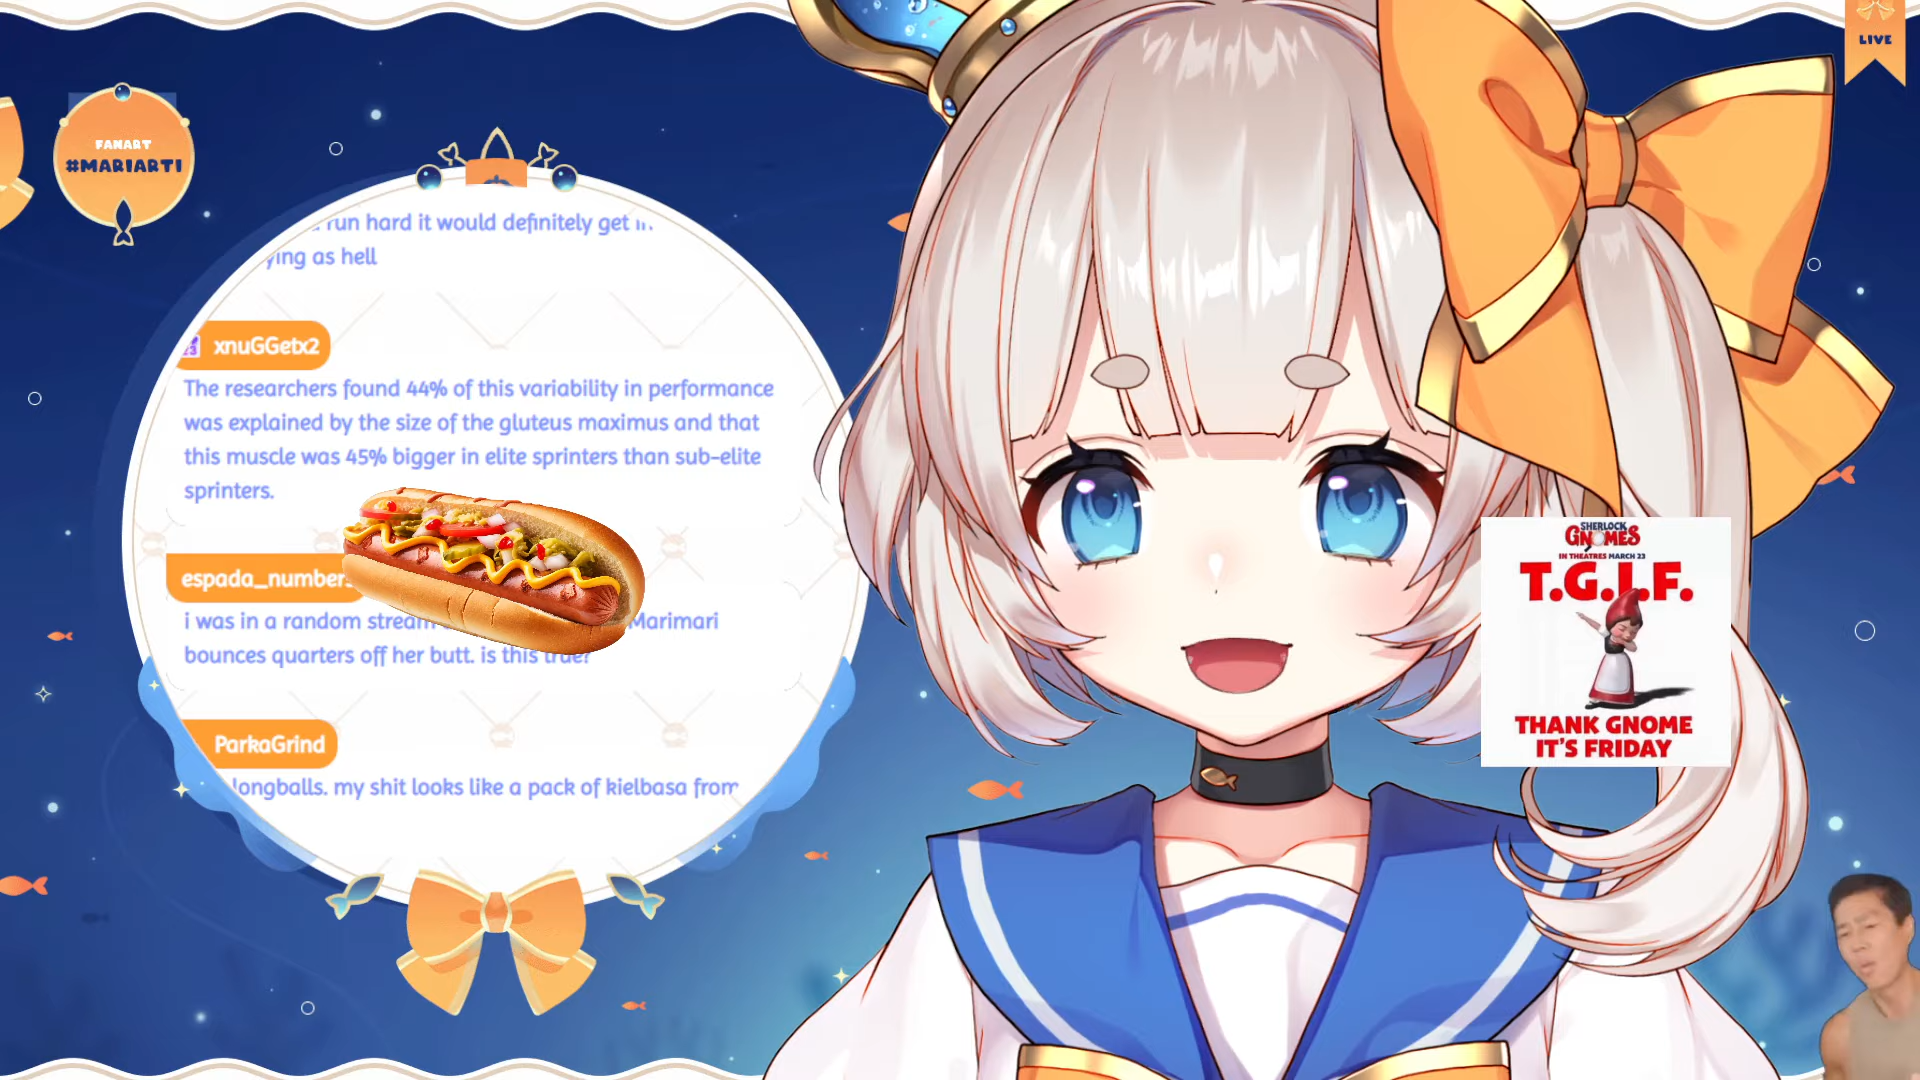 LIVE
FANART
#MARIARTI
run hard it would definitely get
ying as hell
xnuGGetx2
The researchers found 44% of this variability in performance
was explained by the size of the gluteus maximus and that
this muscle was 45% bigger in elite sprinters than sub-elite
sprinters.
espada_numbers
i was in a random stream Marimari
bounces quarters off her butt. is this true?
ParkaGrind
longballs. my shit looks like a pack of kielbasa from
SHERLOCK
GNOMES
IN THEATRES MARCH 23
T.G.I.F.
THANK GNOME
IT'S FRIDAY